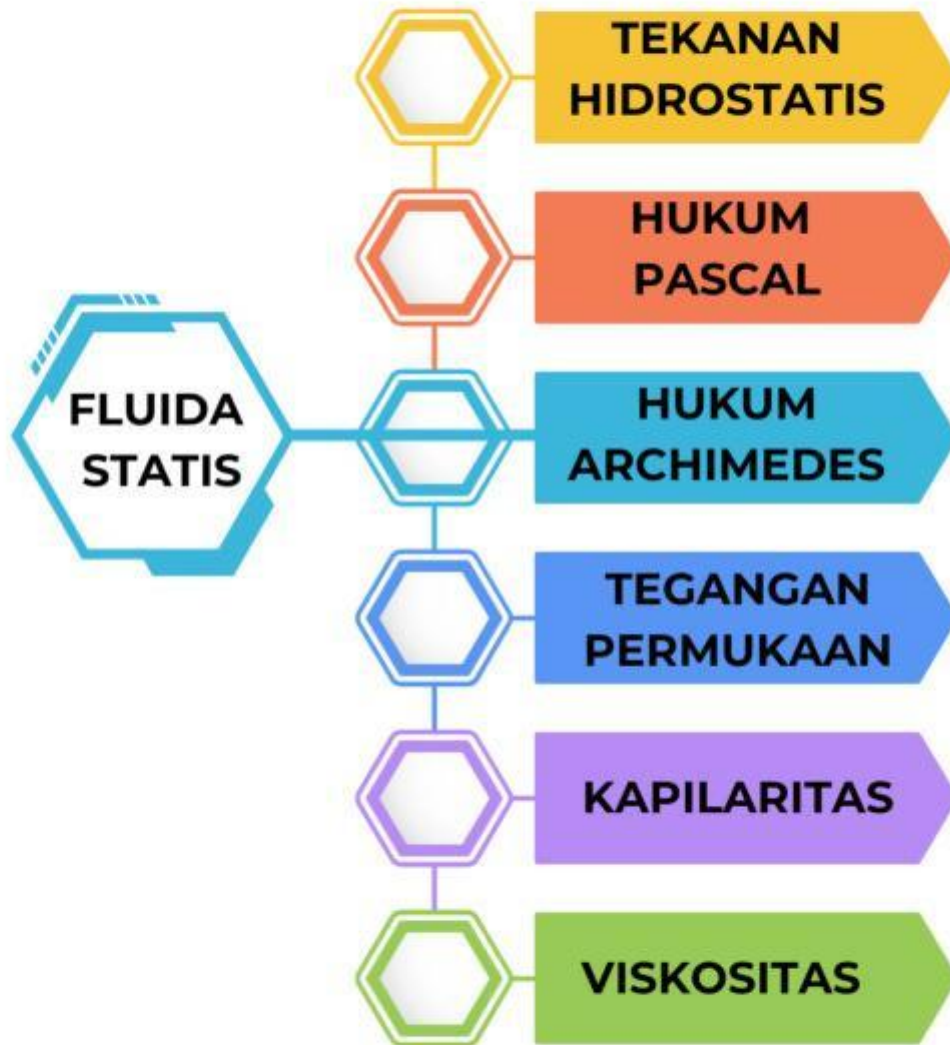 FLUIDA
STATIS
TEKANAN
HIDROSTATIS
HUKUM
PASCAL
HUKUM
ARCHIMEDES
TEGANGAN
PERMUKAAN
KAPILARITAS
VISKOSITAS